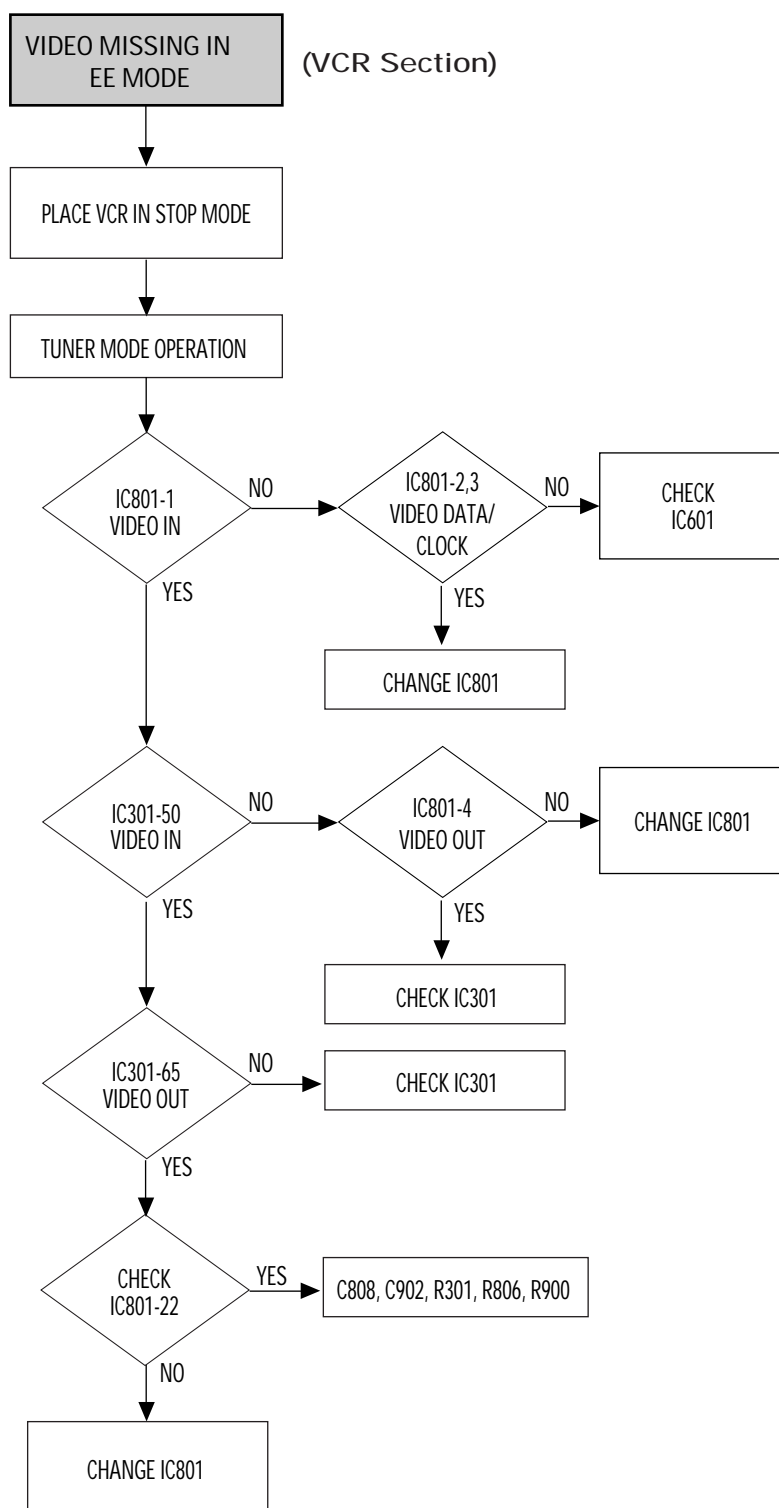 VIDEO MISSING IN
EE MODE
(VCR Section)
PLACE VCR IN STOP MODE
TUNER MODE OPERATION
IC801-1
VIDEO IN
NO
IC801-2,3
VIDEO DATA/
CLOCK
NO
CHECK
IC601
YES
YES
CHANGE IC801
IC301-50
VIDEO IN
NO
IC801-4
VIDEO OUT
NO
CHANGE IC801
YES
YES
CHECK IC301
IC301-65
VIDEO OUT
NO
CHECK IC301
YES
CHECK
IC801-22
YES
C808, C902, R301, R806, R900
NO
CHANGE IC801